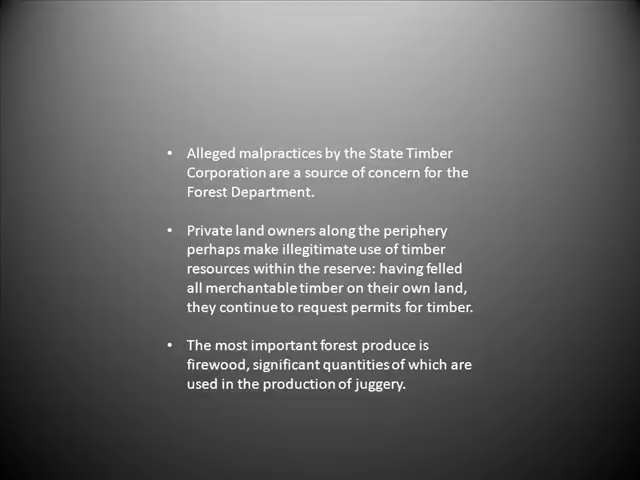 • Alleged malpractices by the State Timber
Corporation are a source of concern for the
Forest Department.
• Private land owners along the periphery
perhaps make illegitimate use of timber
resources within the reserve: having felled
all merchantable timber on their own land,
they continue to request permits for timber.
• The most important forest produce is
firewood, significant quantities of which are
used in the production of juggery.